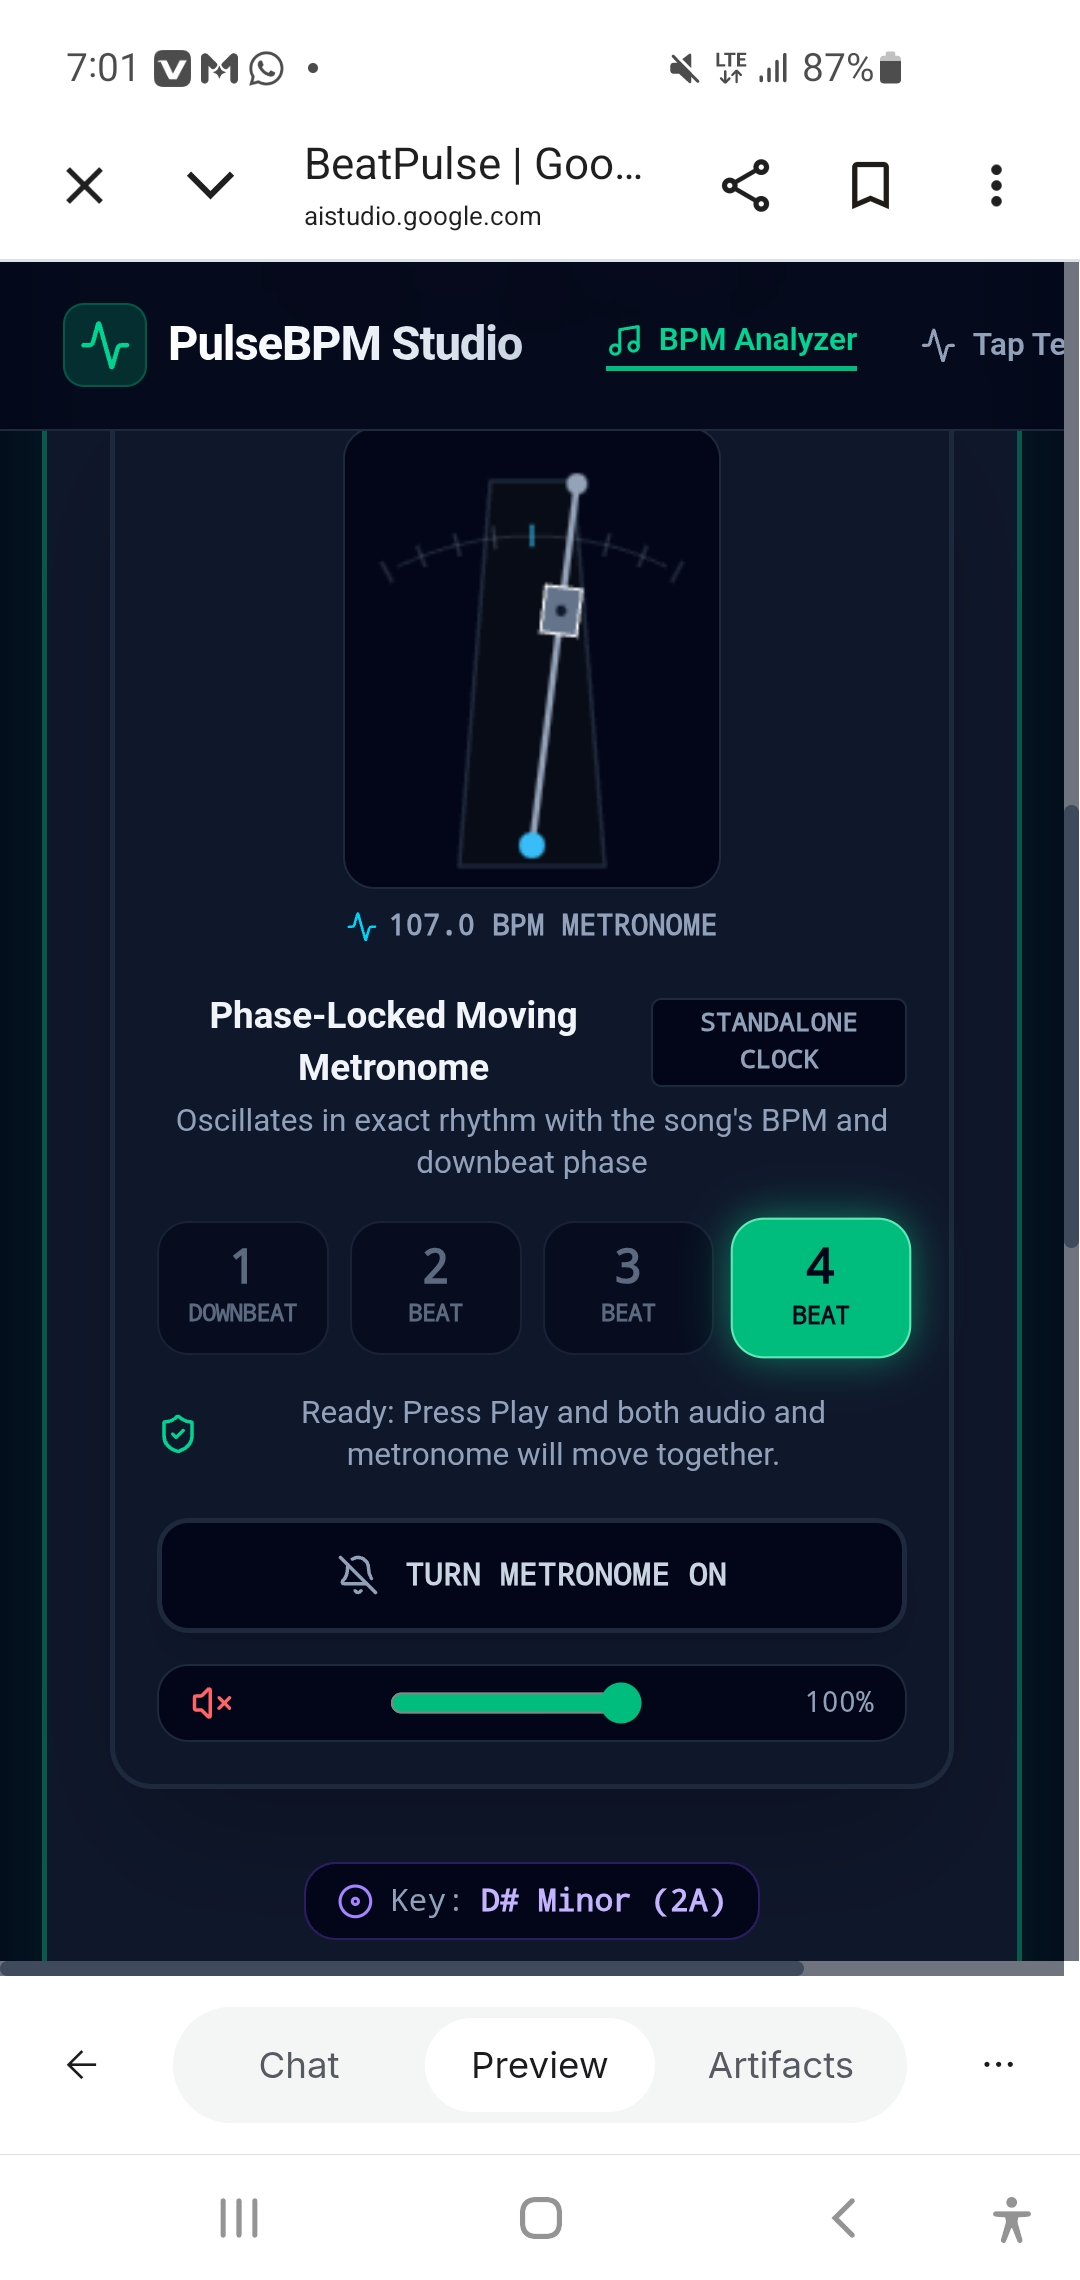 7:01
LTE
87%
BeatPulse | Goo...
aistudio.google.com
PulseBPM Studio
BPM Analyzer
Tap Te
107.0 BPM METRONOME
Phase-Locked Moving
Metronome
STANDALONE
CLOCK
Oscillates in exact rhythm with the song's BPM and
downbeat phase
1
DOWNBEAT
2
BEAT
3
BEAT
4
BEAT
Ready: Press Play and both audio and
metronome will move together.
TURN METRONOME ON
100%
Key: D# Minor (2A)
Chat
Preview
Artifacts